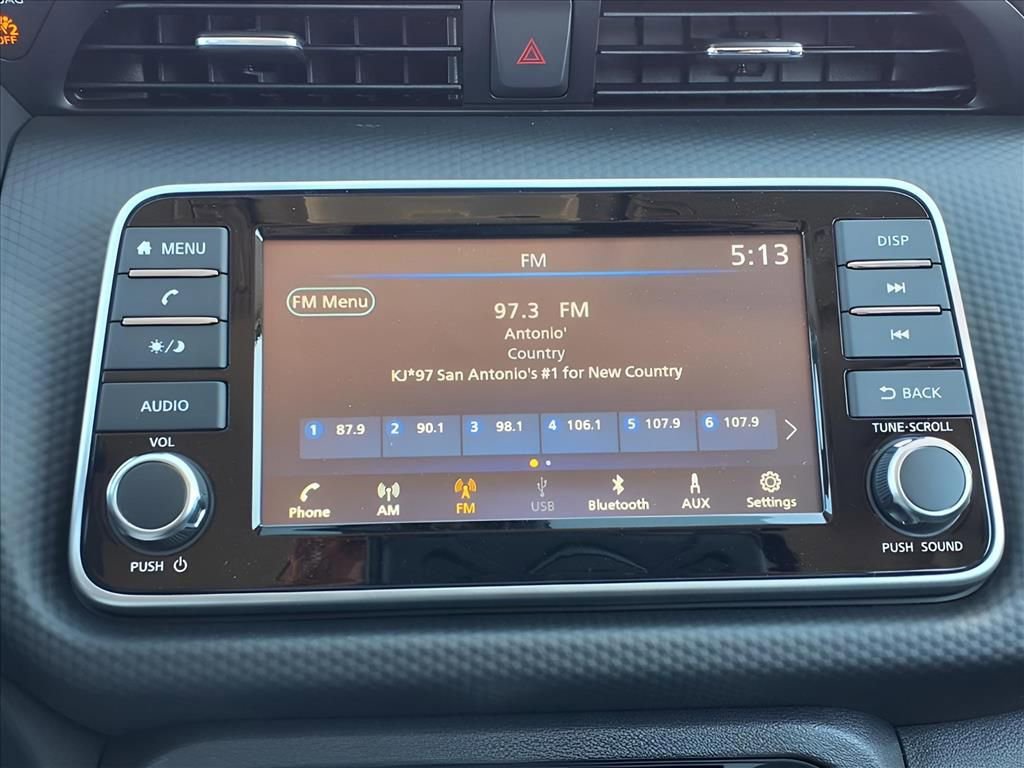 2
OFF
MENU
AUDIO
VOL
PUSH
FM
5:13
FM Menu
97.3 FM
Antonio'
Country
KJ*97 San Antonio's #1 for New Country
1 87.9 2 90.1 3 98.1 4 106.1 5 107.9 6 107.9
Phone AM FM USB Bluetooth AUX Settings
DISP
BACK
TUNE·SCROLL
PUSH SOUND